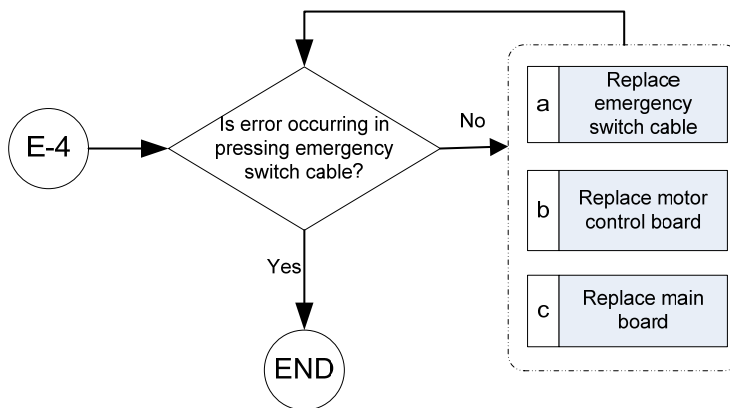 E-4
Is error occurring in
pressing emergency
switch cable?
No
Yes
END
a
Replace
emergency
switch cable
b
Replace motor
control board
c
Replace main
board